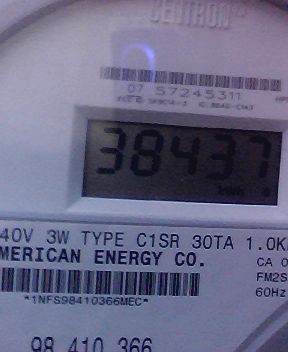 CENTRON
07 57245311
38437
kWh
40V 3W TYPE C1SR 30TA 1.0K
MERICAN ENERGY CO.
CA 0
FM2S
*1NFS98410366MEC*
60Hz
98 410 366